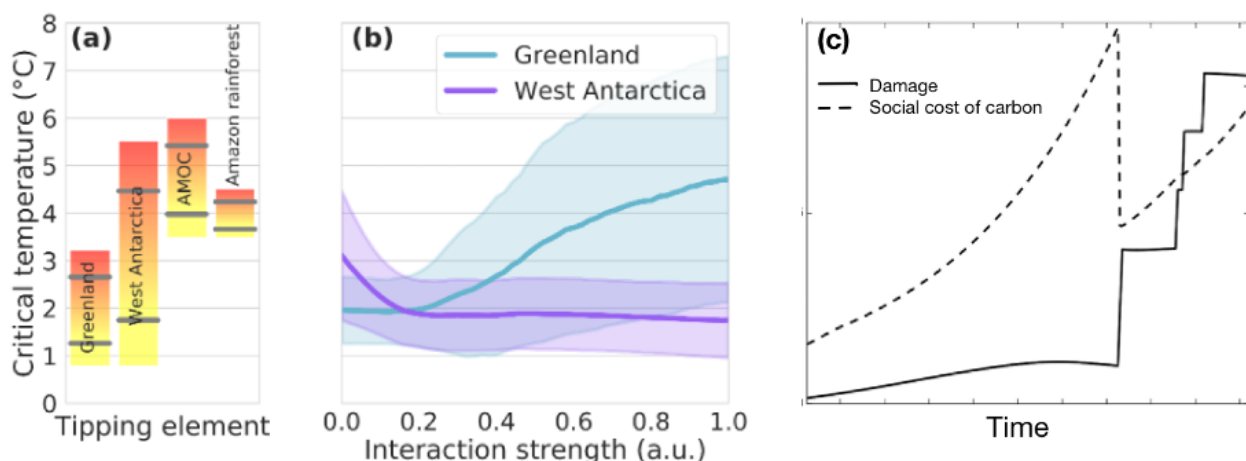 (a)
Critical temperature (°C)
8
7
6
5
4
3
2
1
0
Greenland
West Antarctica
AMOC
Amazon rainforest
Tipping element
(b)
Greenland
West Antarctica
0.0 0.2 0.4 0.6 0.8 1.0
Interaction strength (a.u.)
(c)
Damage
Social cost of carbon
Time